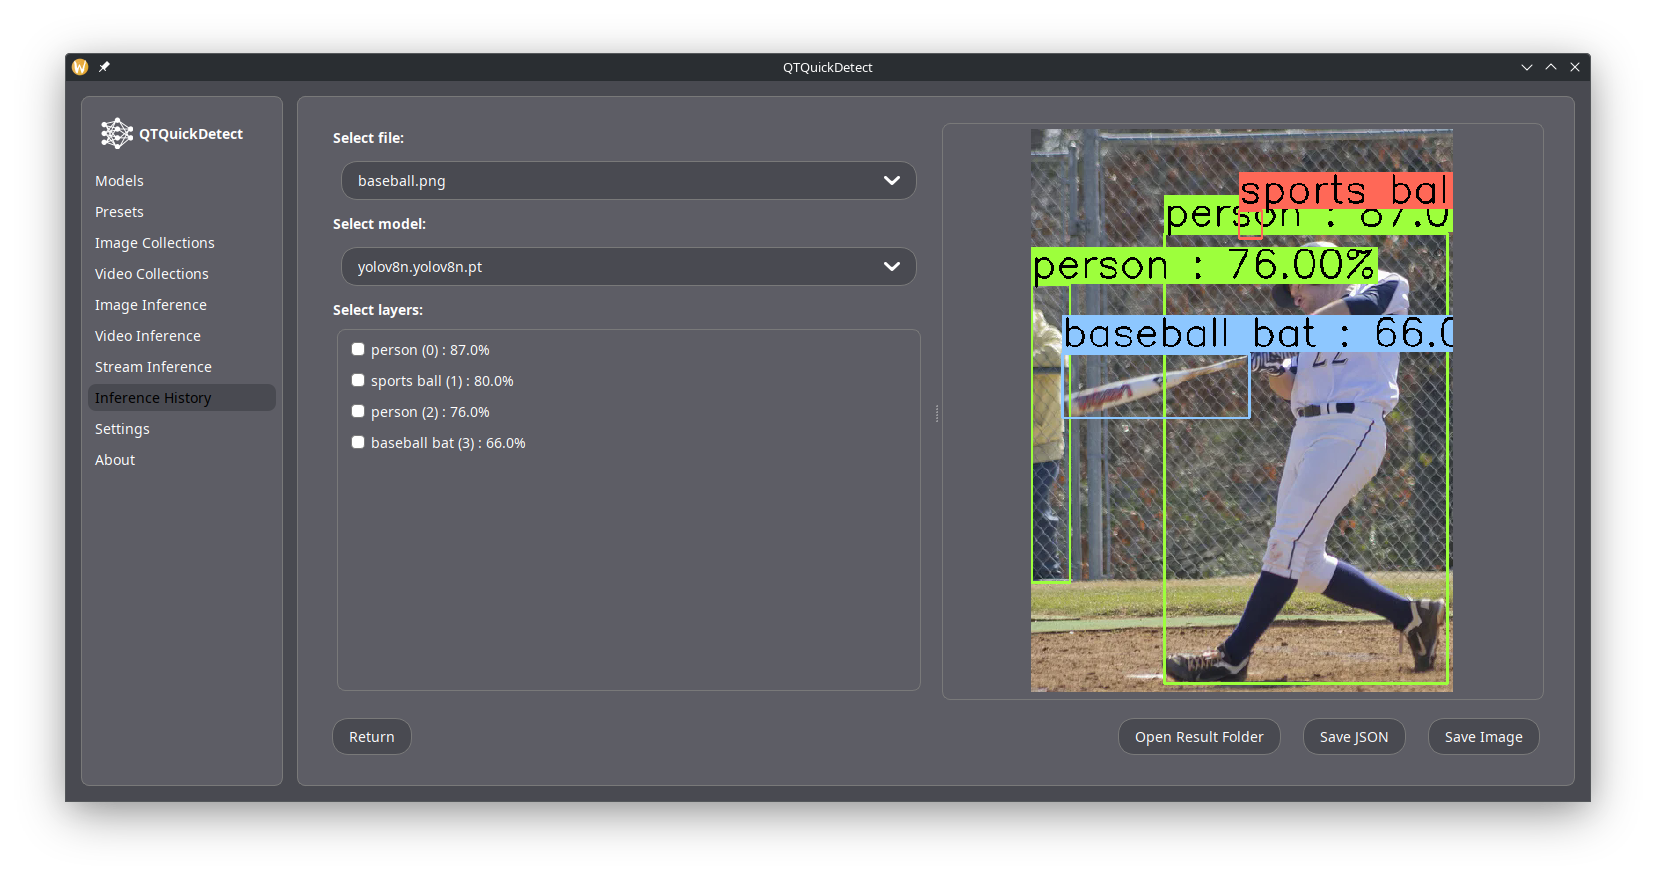 QTQuickDetect
QTQuickDetect
Models
Presets
Image Collections
Video Collections
Image Inference
Video Inference
Stream Inference
Inference History
Settings
About
Select file:
baseball.png
Select model:
yolov8n.yolov8n.pt
Select layers:
person (0) : 87.0%
sports ball (1) : 80.0%
person (2) : 76.0%
baseball bat (3) : 66.0%
sports bal
person : 87.0
person : 76.00%
baseball bat : 66.0
22
Return
Open Result Folder
Save JSON
Save Image